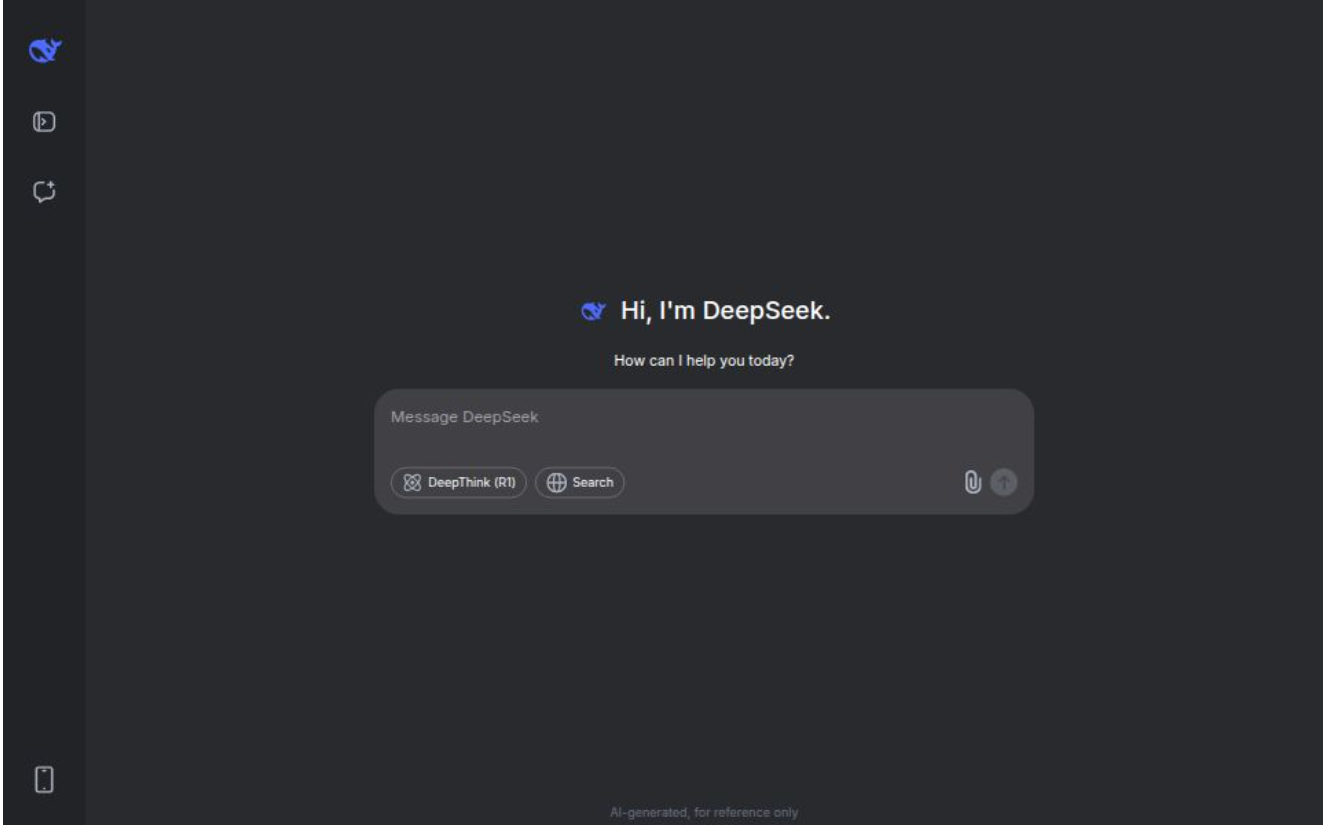 Hi, I'm DeepSeek.
How can I help you today?
Message DeepSeek
DeepThink (R1) Search
AI-generated, for reference only